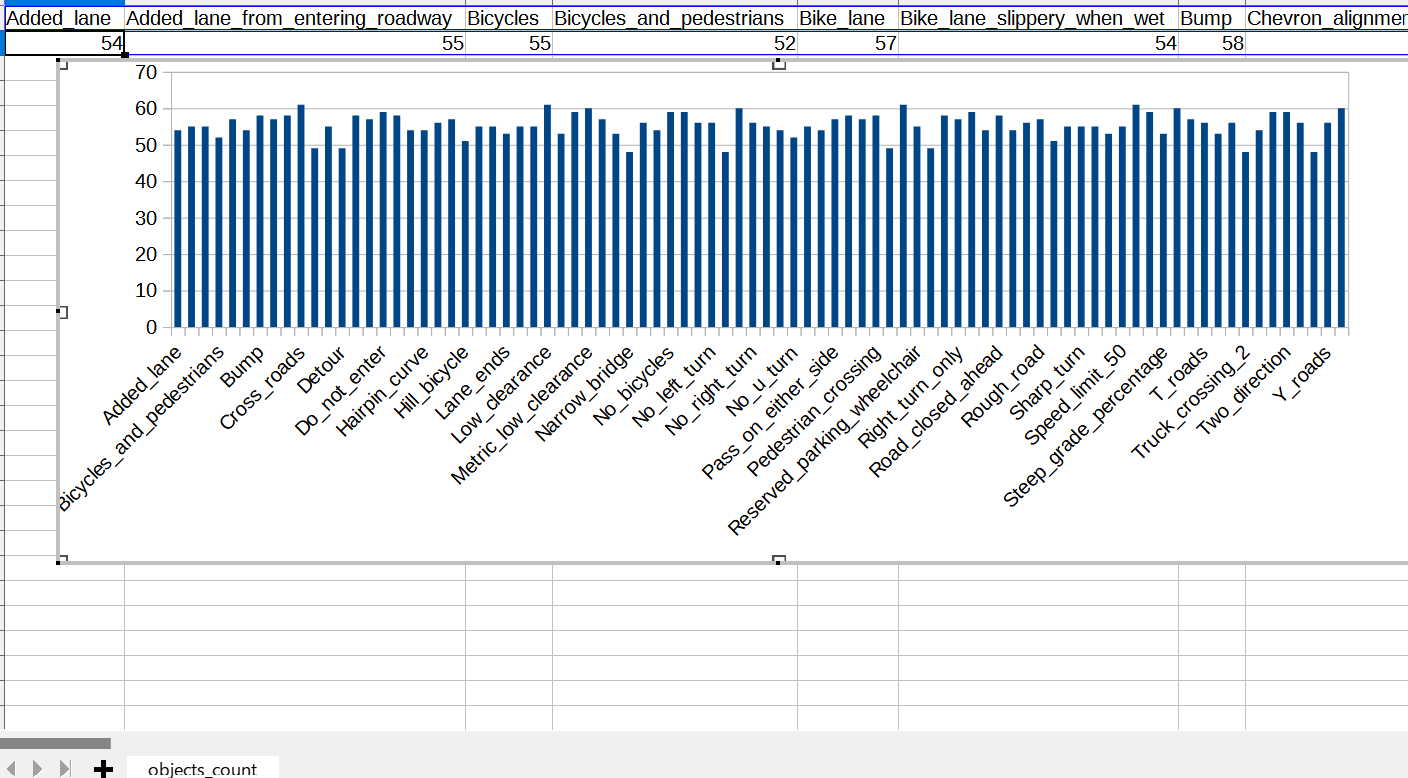 Added_lane Added_lane_from_entering_roadway Bicycles Bicycles_and_pedestrians Bike_lane Bike_lane_slippery_when_wet Bump Chevron_alignmen
54 55 55 52 57 54 58
70
60
50
40
30
20
10
0
Added_lane
Bicycles_and_pedestrians
Bump
Cross_roads
Detour
Do_not_enter
Hairpin_curve
Hill_bicycle
Lane_ends
Low_clearance
Metric_low_clearance
Narrow_bridge
No_bicycles
No_left_turn
No_right_turn
No_u_turn
Pass_on_either_side
Pedestrian_crossing
Reserved_parking_wheelchair
Right_turn_only
Road_closed_ahead
Rough_road
Sharp_turn
Speed_limit_50
Steep_grade_percentage
T_roads
Truck_crossing_2
Two_direction
Y_roads
objects_count